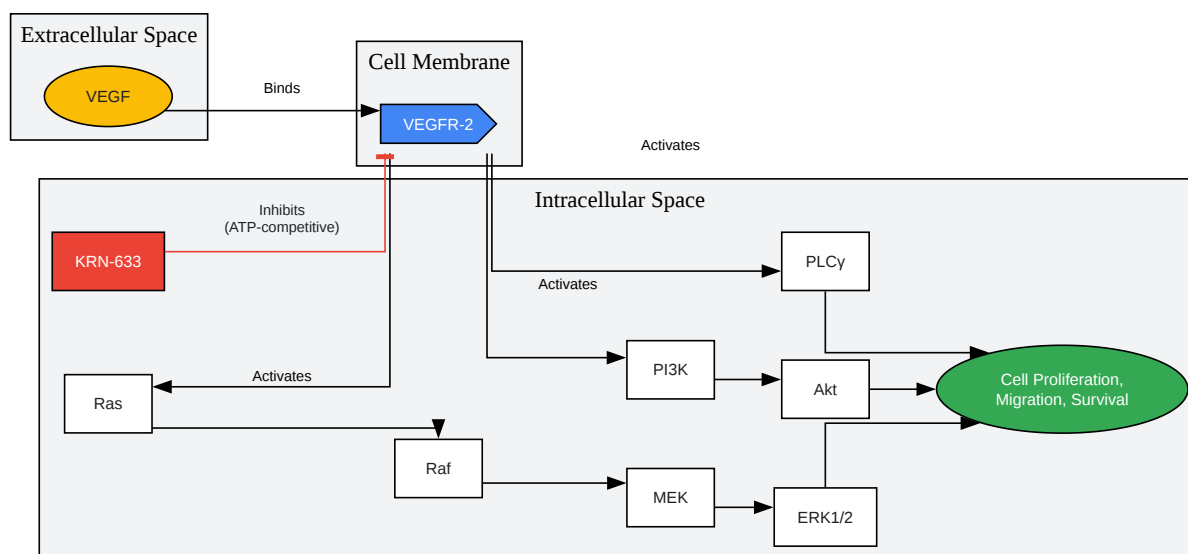 Extracellular Space
VEGF
Binds
Cell Membrane
VEGFR-2
Activates
Intracellular Space
Inhibits
(ATP-competitive)
KRN-633
PLCγ
Activates
PI3K
Akt
Cell Proliferation,
Migration, Survival
Activates
Ras
Raf
MEK
ERK1/2